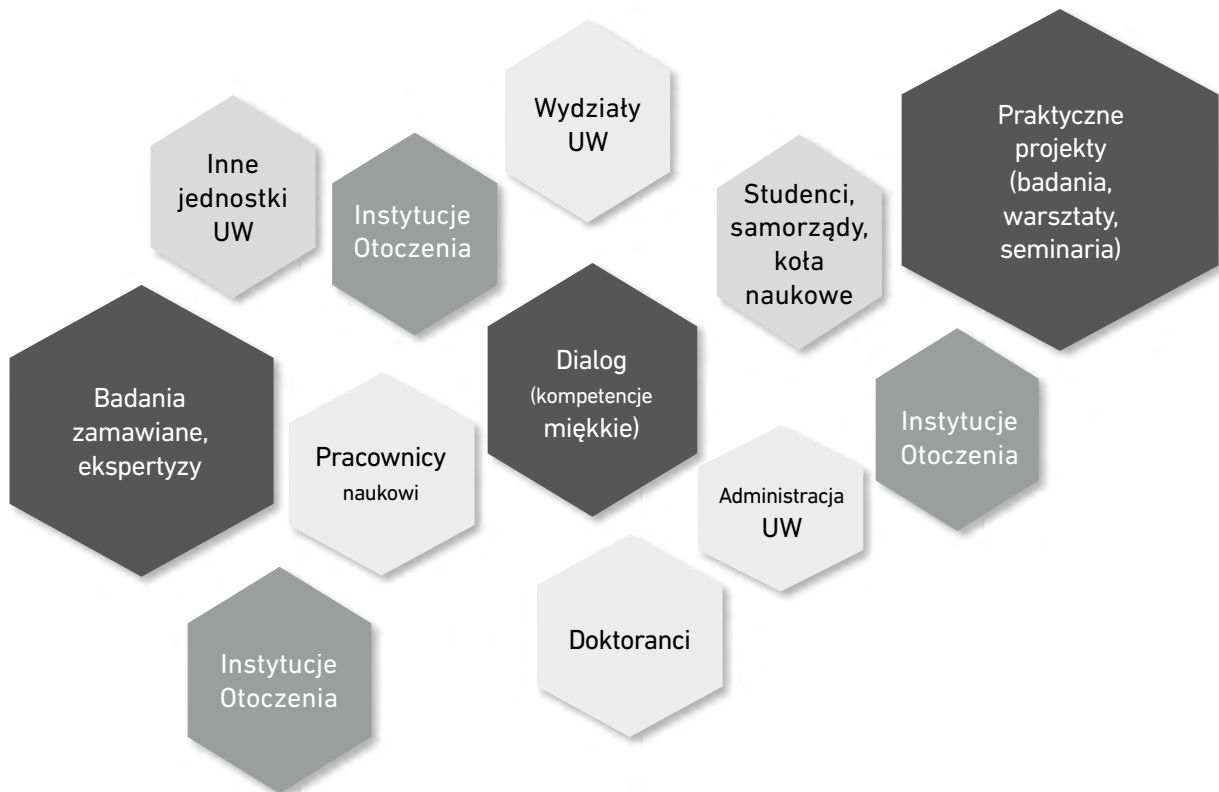 Wydziały
UW
Praktyczne
projekty
(badania,
warsztaty,
seminaria)
Inne
jednostki
UW
Instytucje
Otoczenia
Studenci,
samorządy,
koła
naukowe
Badania
zamawiane,
ekspertyzy
Pracownicy
naukowi
Dialog
(kompetencje
miękkie)
Administracja
UW
Instytucje
Otoczenia
Instytucje
Otoczenia
Doktoranci